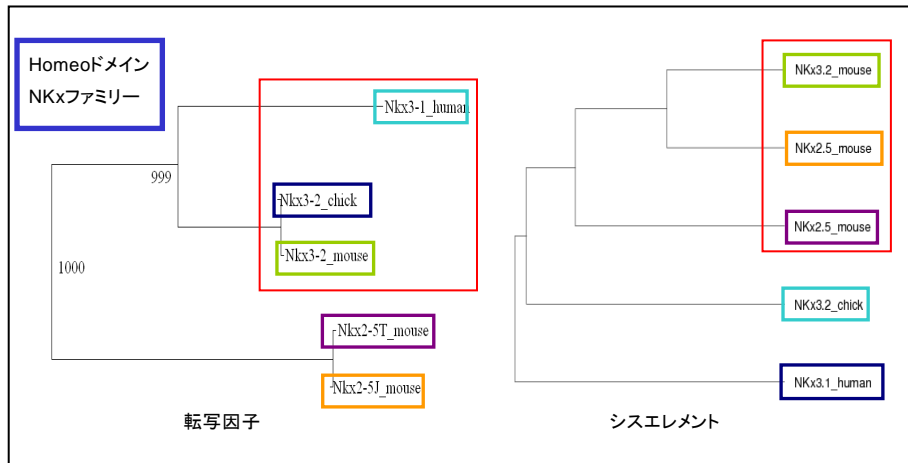 Homeoドメイン
NKxファミリー
Nkx3-1_human
999
Nkx3-2_chick
Nkx3-2_mouse
1000
Nkx2-5T_mouse
Nkx2-5J_mouse
転写因子
NKx3.2_mouse
NKx2.5_mouse
NKx2.5_mouse
NKx3.2_chick
NKx3.1_human
シスエレメント